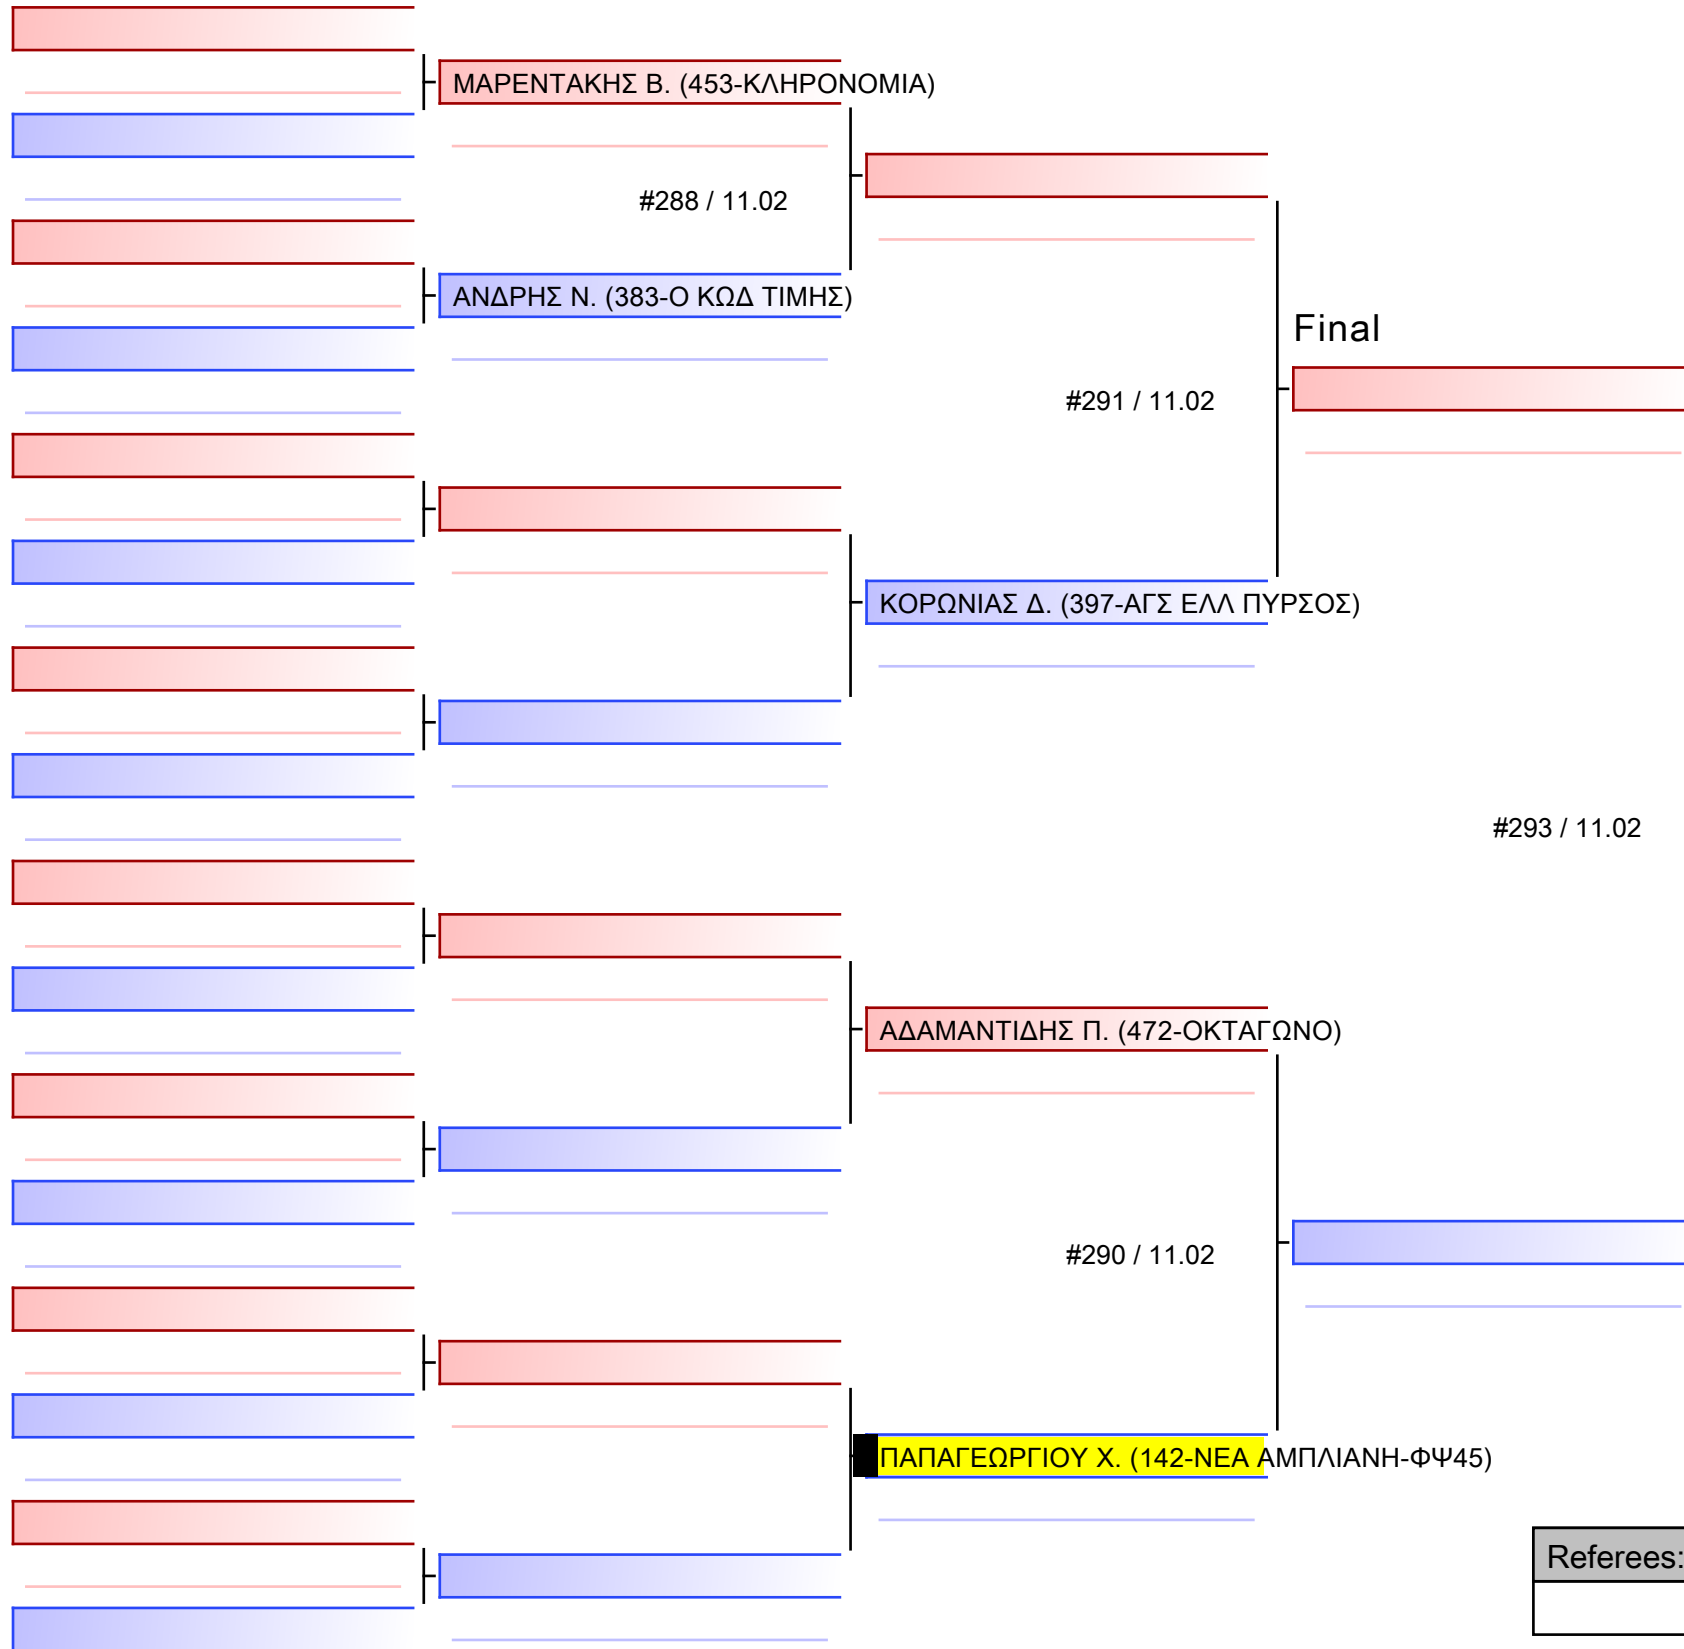 ΜΑΡΕΝΤΑΚΗΣ Β. (453-ΚΛΗΡΟΝΟΜΙΑ)
#288 / 11.02
ΑΝΔΡΗΣ Ν. (383-Ο ΚΩΔ ΤΙΜΗΣ)
Final
#291 / 11.02
ΚΟΡΩΝΙΑΣ Δ. (397-ΑΓΣ ΕΛΛ ΠΥΡΣΟΣ)
#293 / 11.02
ΑΔΑΜΑΝΤΙΔΗΣ Π. (472-ΟΚΤΑΓΩΝΟ)
#290 / 11.02
ΠΑΠΑΓΕΩΡΓΙΟΥ Χ. (142-ΝΕΑ ΑΜΠΛΙΑΝΗ-ΦΨ45)
Referees: